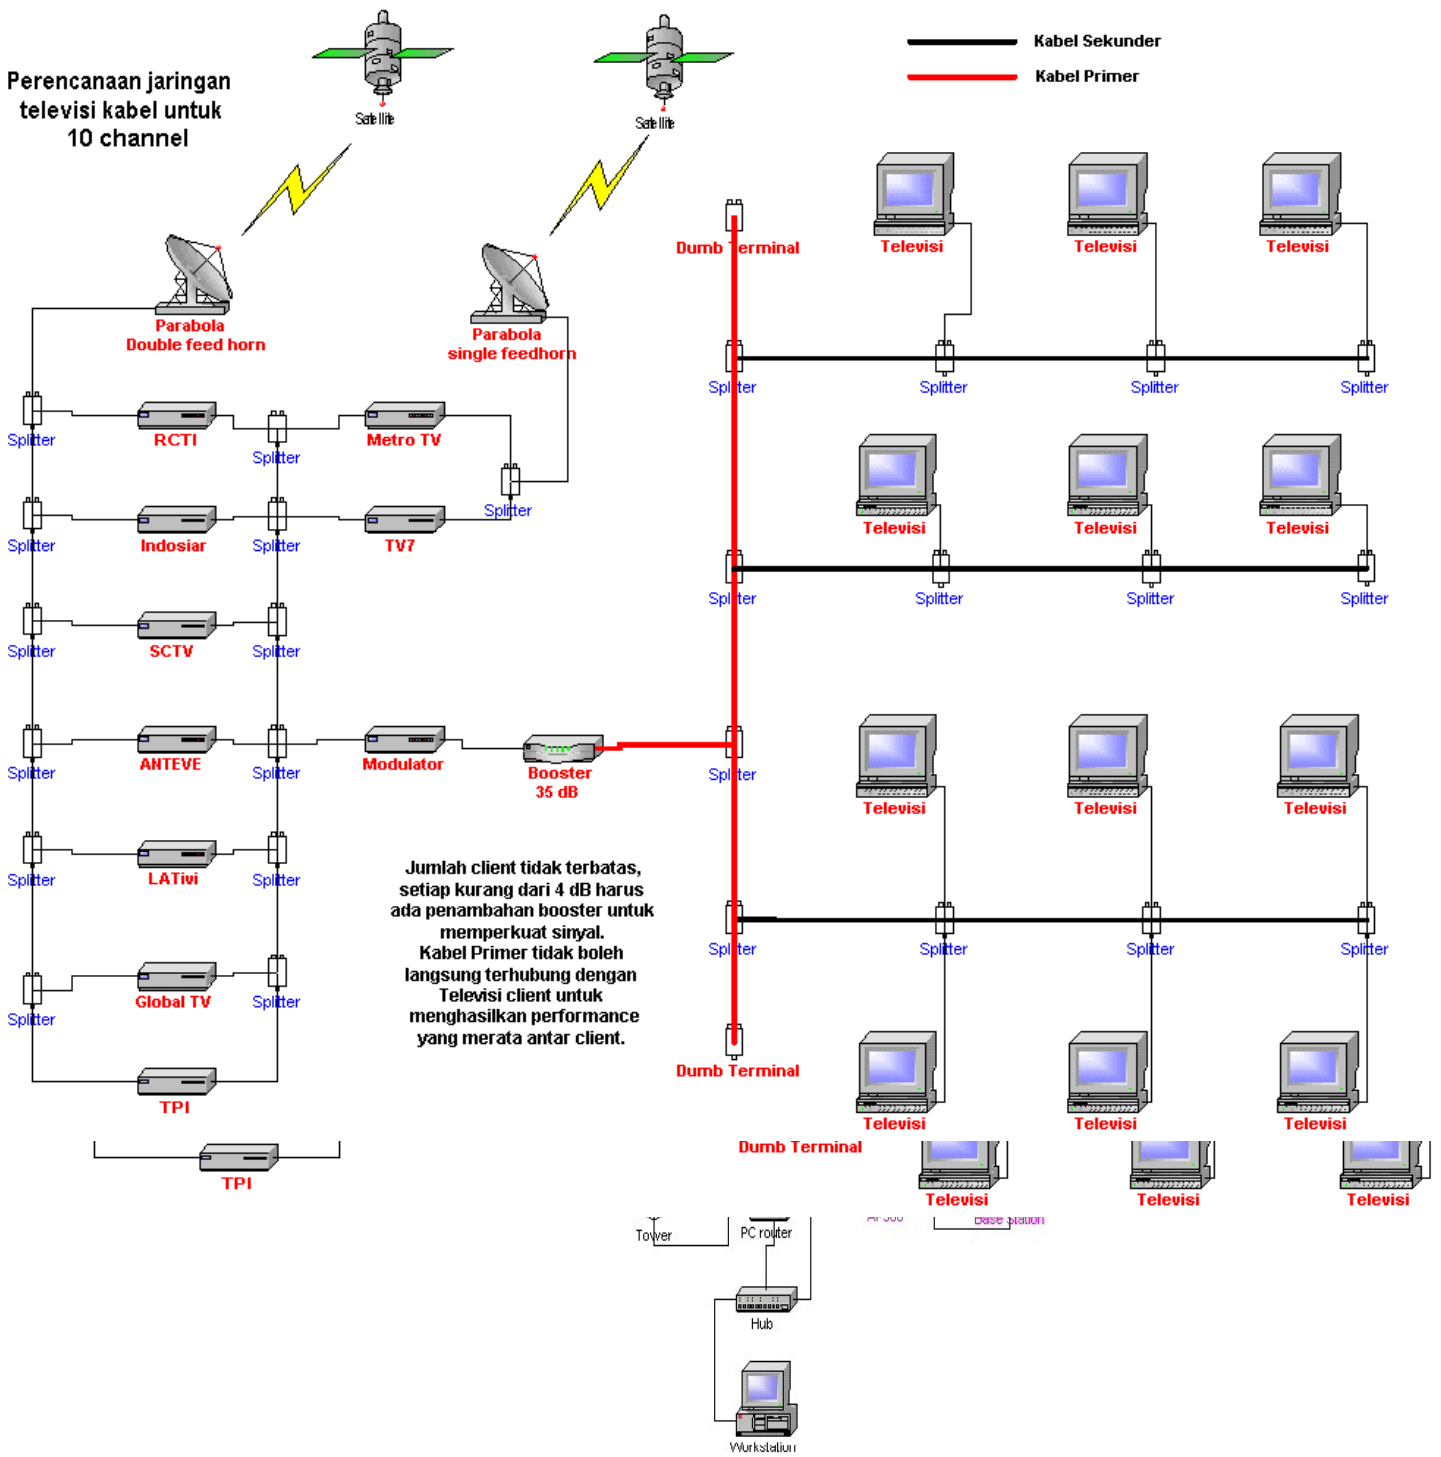 Perencanaan jaringan
televisi kabel untuk
10 channel
Satellite
Satellite
Kabel Sekunder
Kabel Primer
Dumb Terminal
Televisi
Televisi
Televisi
Parabola
Double feed horn
Parabola
single feedhorn
Splitter
Splitter
Splitter
Splitter
Splitter
RCTI
Splitter
Metro TV
Splitter
Televisi
Televisi
Televisi
Splitter
Indosiar
Splitter
TV7
Splitter
Splitter
Splitter
Splitter
Splitter
SCTV
Splitter
Splitter
ANTEVE
Splitter
Modulator
Booster
35 dB
Splitter
Televisi
Televisi
Televisi
Splitter
LATivi
Splitter
Jumlah client tidak terbatas,
setiap kurang dari 4 dB harus
ada penambahan booster untuk
memperkuat sinyal.
Kabel Primer tidak boleh
langsung terhubung dengan
Televisi client untuk
menghasilkan performance
yang merata antar client.
Splitter
Splitter
Splitter
Splitter
Splitter
Global TV
Splitter
Dumb Terminal
TPI
Televisi
Televisi
Televisi
Dumb Terminal
TPI
Televisi
Televisi
Televisi
Tower
PC router
Base Station
Hub
Workstation